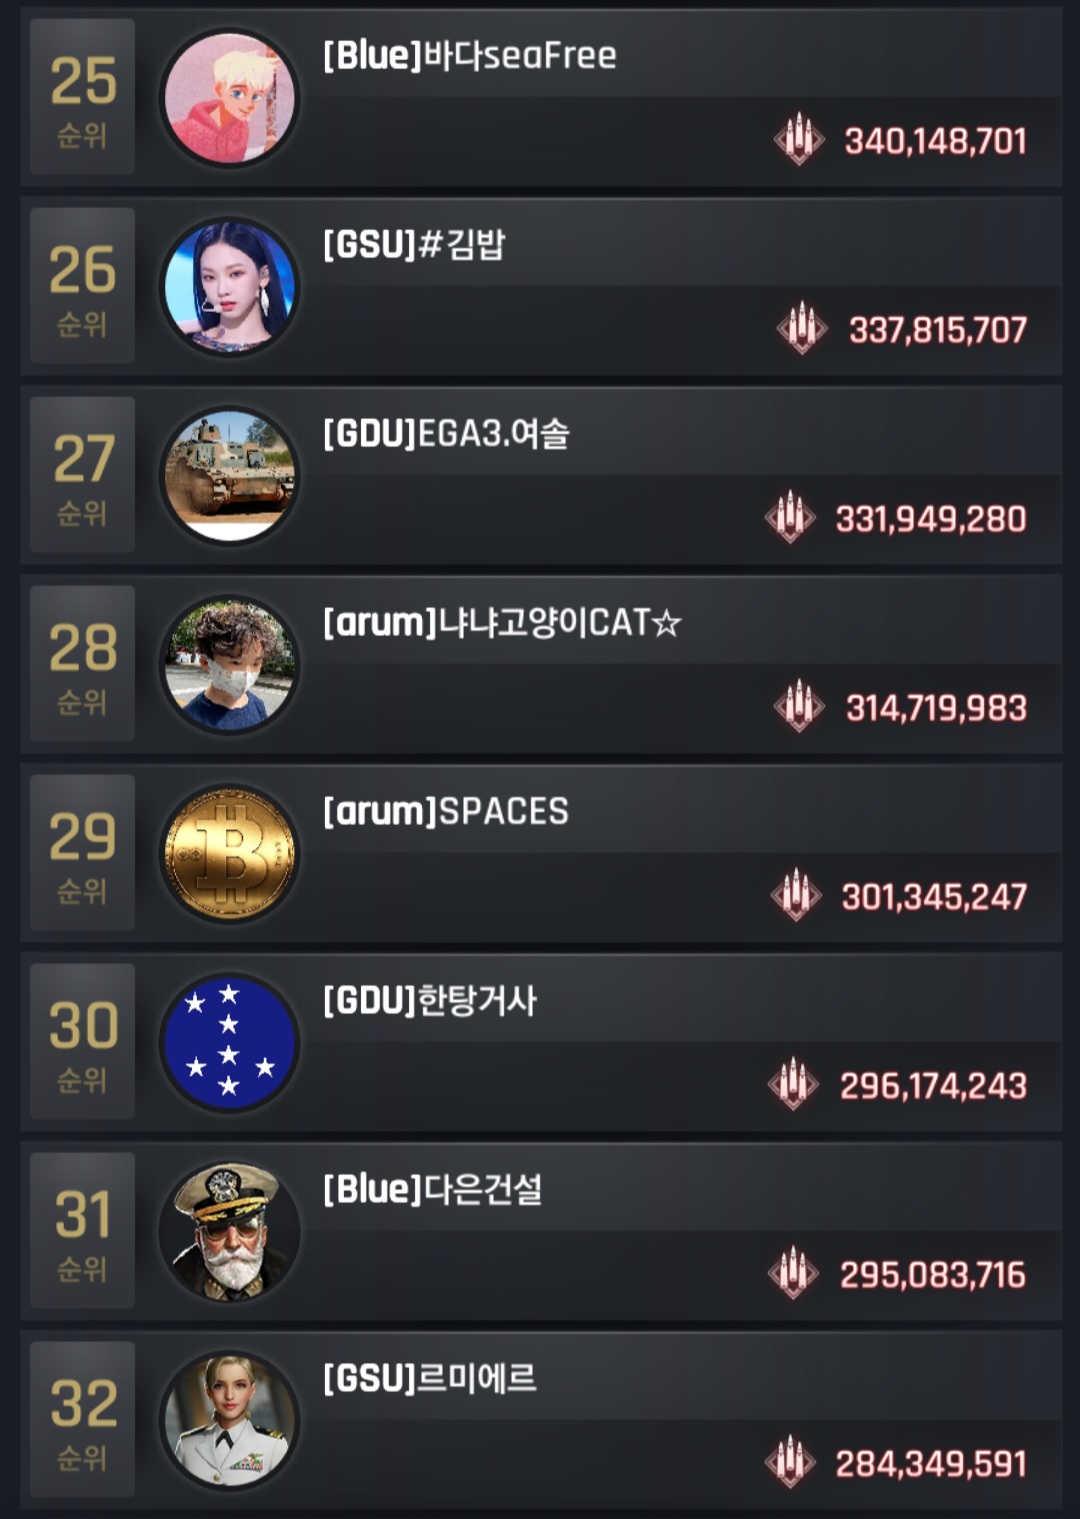 25
순위
[Blue]바다seaFree
340,148,701
26
순위
[GSU]#김밥
337,815,707
27
순위
[GDU]EGA3.여솔
331,949,280
28
순위
[arum]냐냐고양이CAT☆
314,719,983
29
순위
[arum]SPACES
301,345,247
30
순위
[GDU]한탕거사
296,174,243
31
순위
[Blue]다은건설
295,083,716
32
순위
[GSU]르미에르
284,349,591